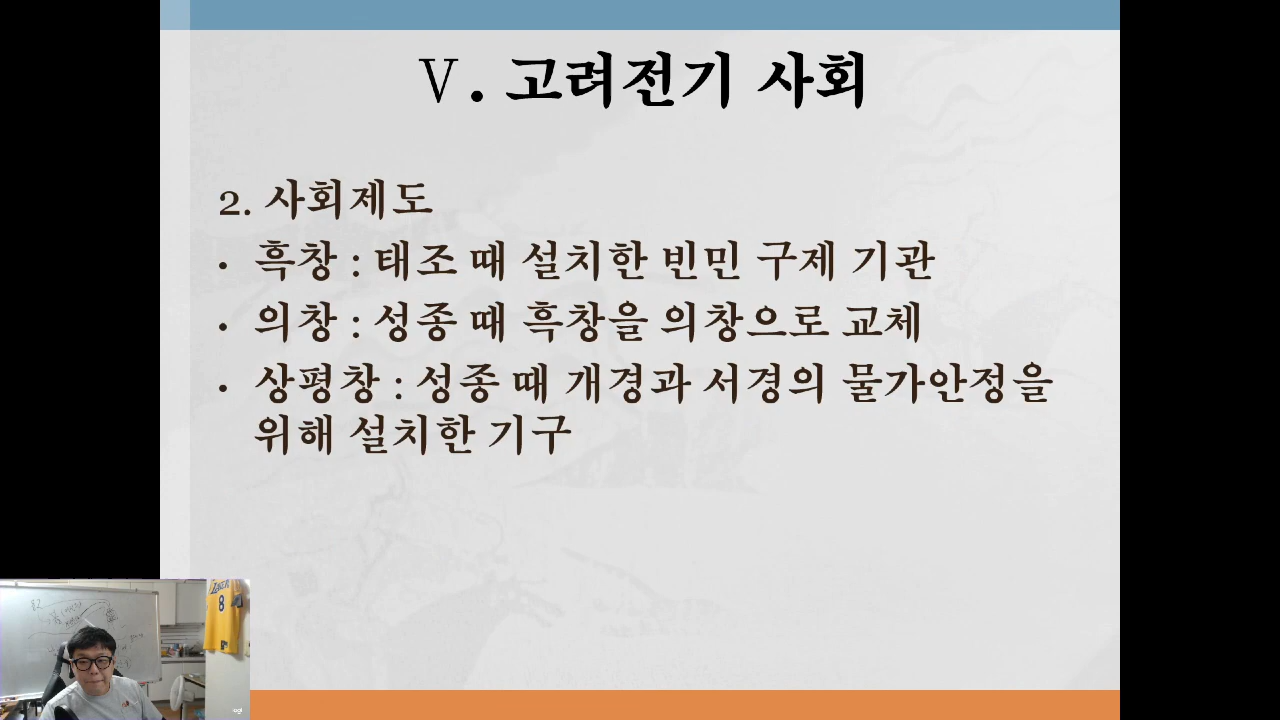 Ⅴ. 고려전기 사회
2. 사회제도
• 흑창 : 태조 때 설치한 빈민 구제 기관
• 의창 : 성종 때 흑창을 의창으로 교체
• 상평창 : 성종 때 개경과 서경의 물가안정을
위해 설치한 기구
8